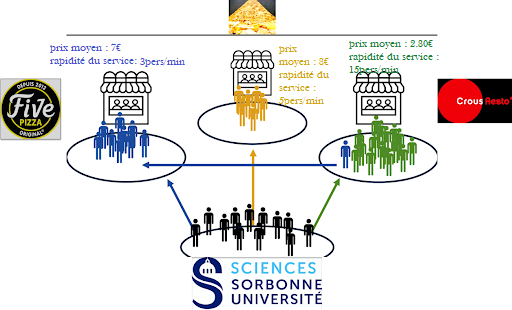 prix moyen : 7€
rapidité du service: 3pers/min
prix
moyen : 8€
rapidité du
service :
5pers/min
prix moyen : 2.80€
rapidité du service :
15pers/min
DEPUIS 2012
Five
PIZZA
ORIGINAL
Crous Resto'
SCIENCES
SORBONNE
UNIVERSITÉ